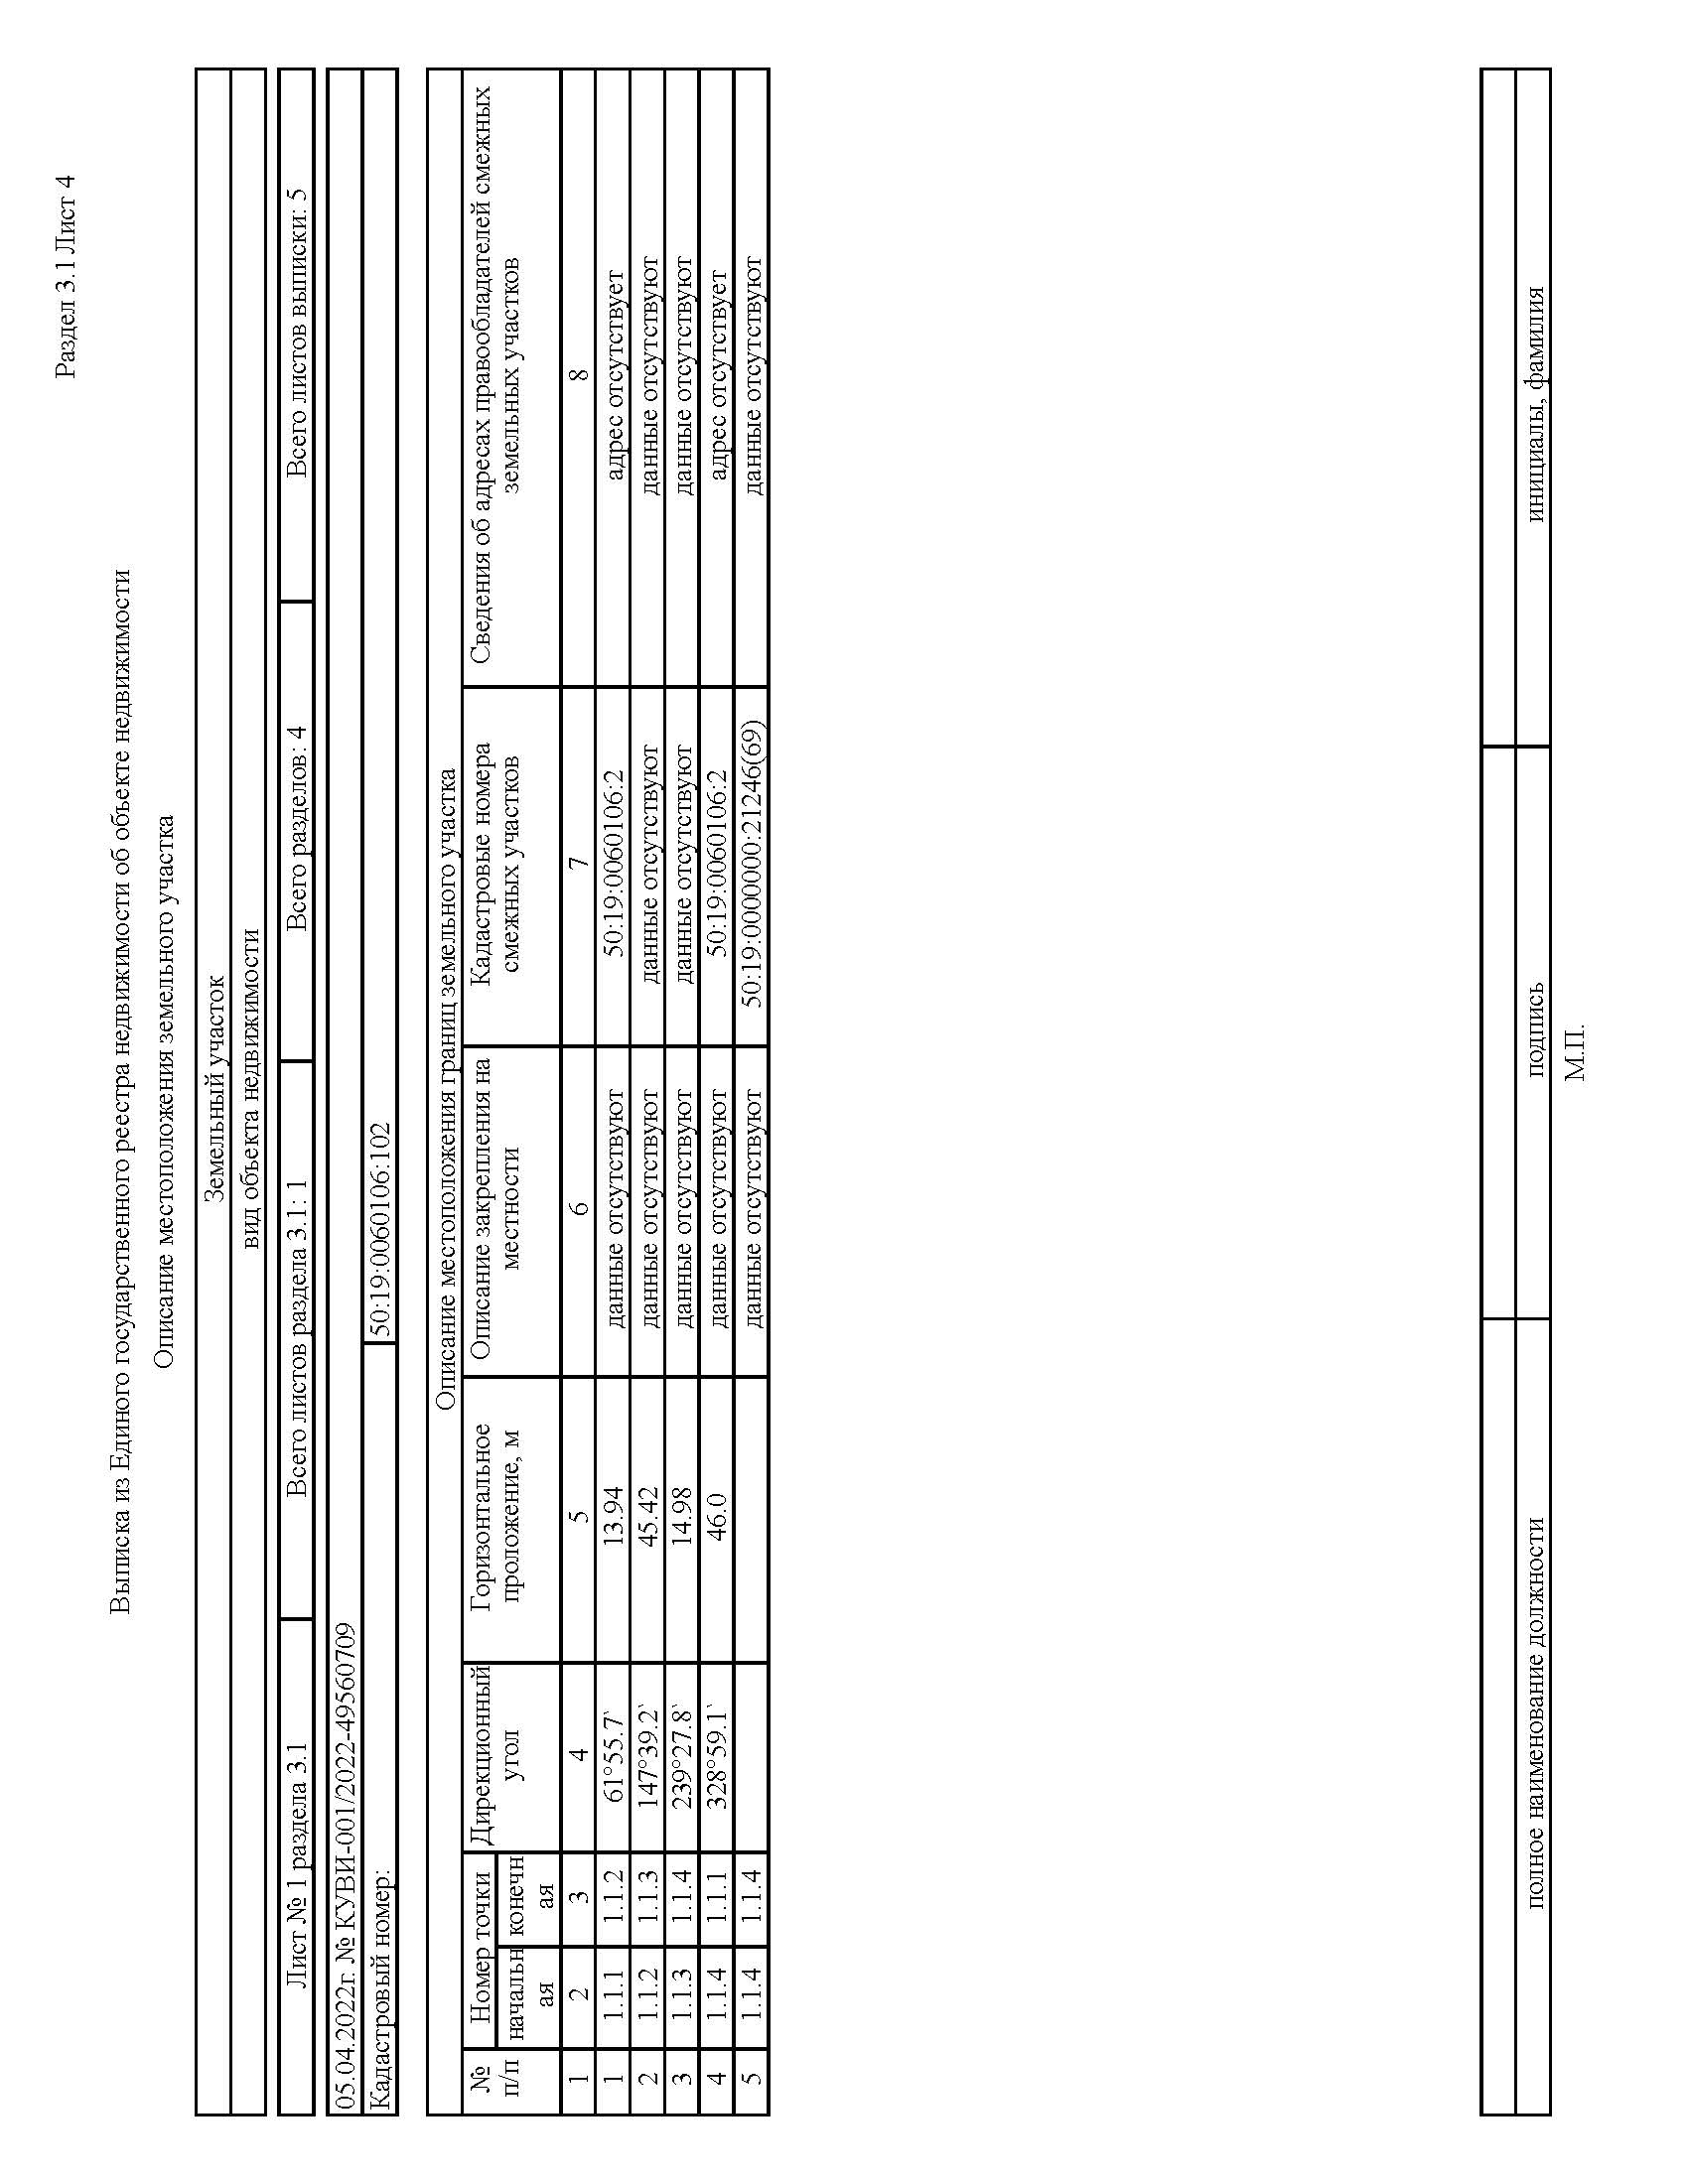 Раздел 3.1 Лист 4
Выписка из Единого государственного реестра недвижимости об объекте недвижимости
Описание местоположения земельного участка
Земельный участок
вид объекта недвижимости
Лист № 1 раздела 3.1 Всего листов раздела 3.1: 1 Всего разделов: 4 Всего листов выписки: 5
05.04.2022г. № КУВИ-001/2022-49560709
Кадастровый номер: 50:19:0060106:102
Описание местоположения границ земельного участка
№ Номер точки Дирекционный Горизонтальное Описание закрепления на Кадастровые номера Сведения об адресах правообладателей смежных
п/п начальн конечн угол проложение, м местности смежных участков земельных участков
ая ая
1 2 3 4 5 6 7 8
1 1.1.1 1.1.2 61°55.7` 13.94 данные отсутствуют 50:19:0060106:2 адрес отсутствует
2 1.1.2 1.1.3 147°39.2` 45.42 данные отсутствуют данные отсутствуют данные отсутствуют
3 1.1.3 1.1.4 239°27.8` 14.98 данные отсутствуют данные отсутствуют данные отсутствуют
4 1.1.4 1.1.1 328°59.1` 46.0 данные отсутствуют 50:19:0060106:2 адрес отсутствует
5 1.1.4 1.1.4 данные отсутствуют 50:19:0000000:21246(69) данные отсутствуют
полное наименование должности подпись инициалы, фамилия
М.П.